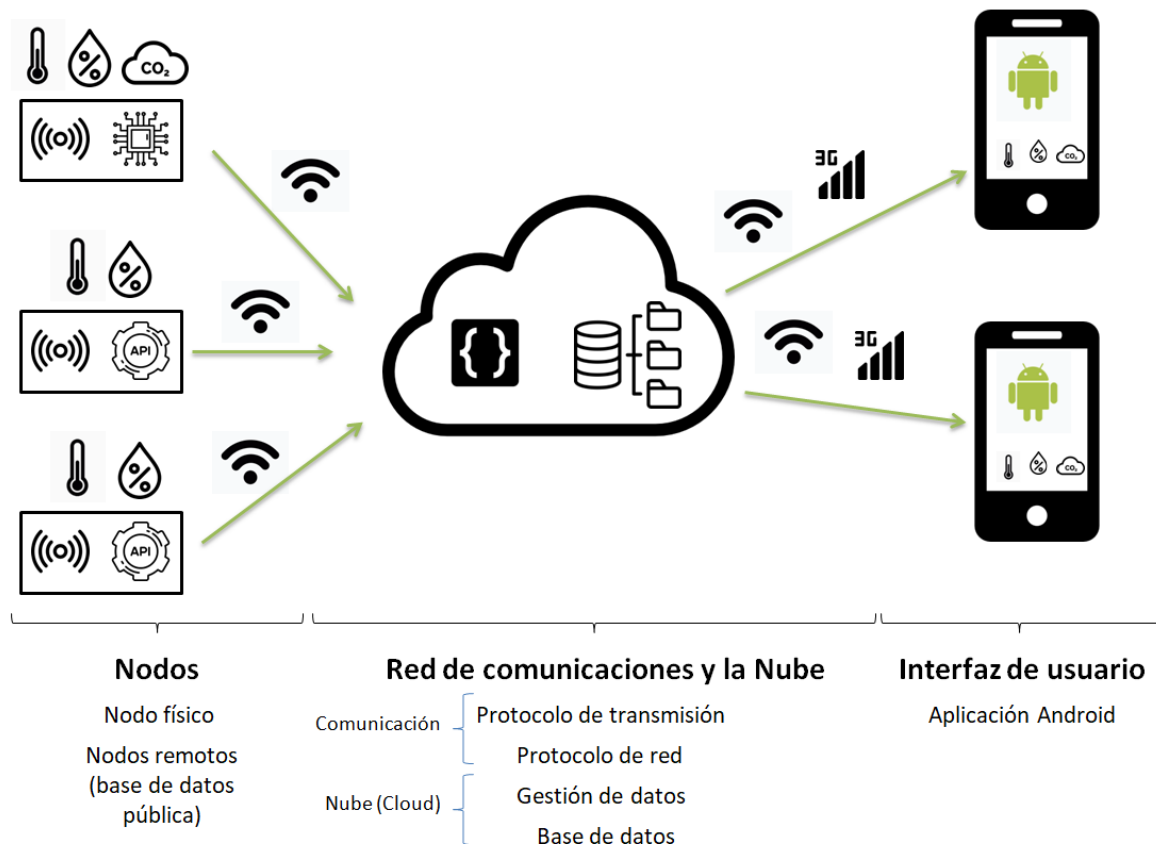 CO₂
3G
CO₂
API
3G
{}
CO₂
API
Nodos
Nodo físico
Nodos remotos
(base de datos
pública)
Red de comunicaciones y la Nube
Comunicación
Protocolo de transmisión
Protocolo de red
Nube (Cloud)
Gestión de datos
Base de datos
Interfaz de usuario
Aplicación Android